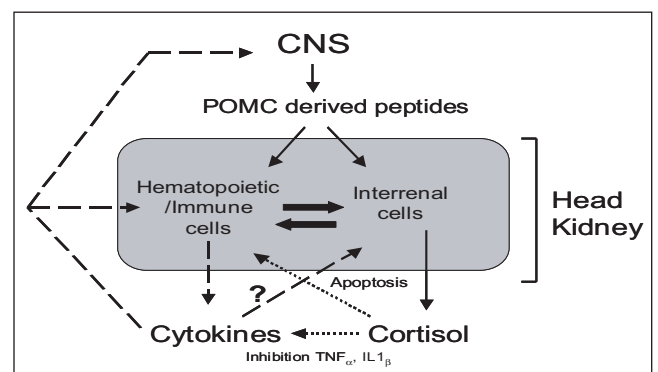 CNS
POMC derived peptides
Hematopoietic
/Immune
cells
Interrenal
cells
Head
Kidney
?
Apoptosis
Cytokines
Cortisol
Inhibition TNFα, IL1β